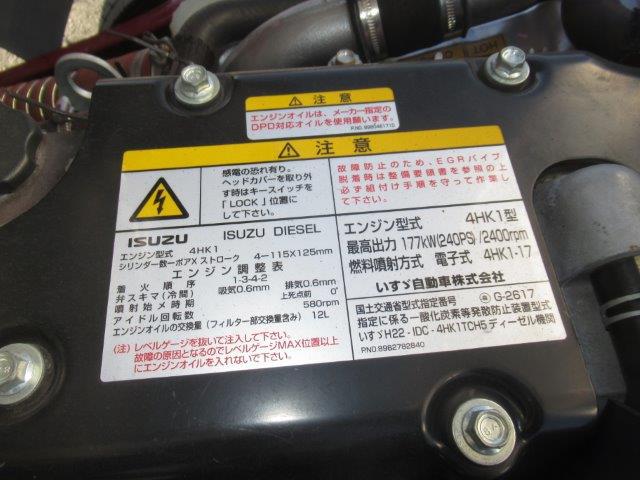 注意
エンジンオイルは、メーカー指定の
DPD対応オイルを使用願います。
注意
感電の恐れ有り。
ヘッドカバーを取り外
す時はキースイッチを
「LOCK」位置に
して下さい。
故障防止のため、EGRパイプ
脱着時は整備要領書を参照の上
必ず組付け手順を守って作業し
て下さい。
ISUZU ISUZU DIESEL
エンジン型式 4HK1
シリンダー数ーボアXストローク 4-115X125mm
エンジン調整表
着火順序 1-3-4-2
弁スキマ(冷間) 吸気0.6mm 排気0.6mm
噴射始メ時期 上死点前 0°
アイドル回転数 580rpm
エンジンオイルの交換量(フィルター部交換量含み) 12L
(注)レベルゲージを抜いて注入して下さい。
故障の原因となるのでレベルゲージMAX位置以上
にエンジンオイルを入れないで下さい。
エンジン型式 4HK1型
最高出力 177kW(240PS)/2400rpm
燃料噴射方式 電子式 4HK1-17
いすゞ自動車株式会社
国土交通省型式指定番号 G-2617
指定に係る一酸化炭素等発散防止装置型式
いすゞH22・IDC・4HK1TCH5ディーゼル機関
P.NO.8982782840